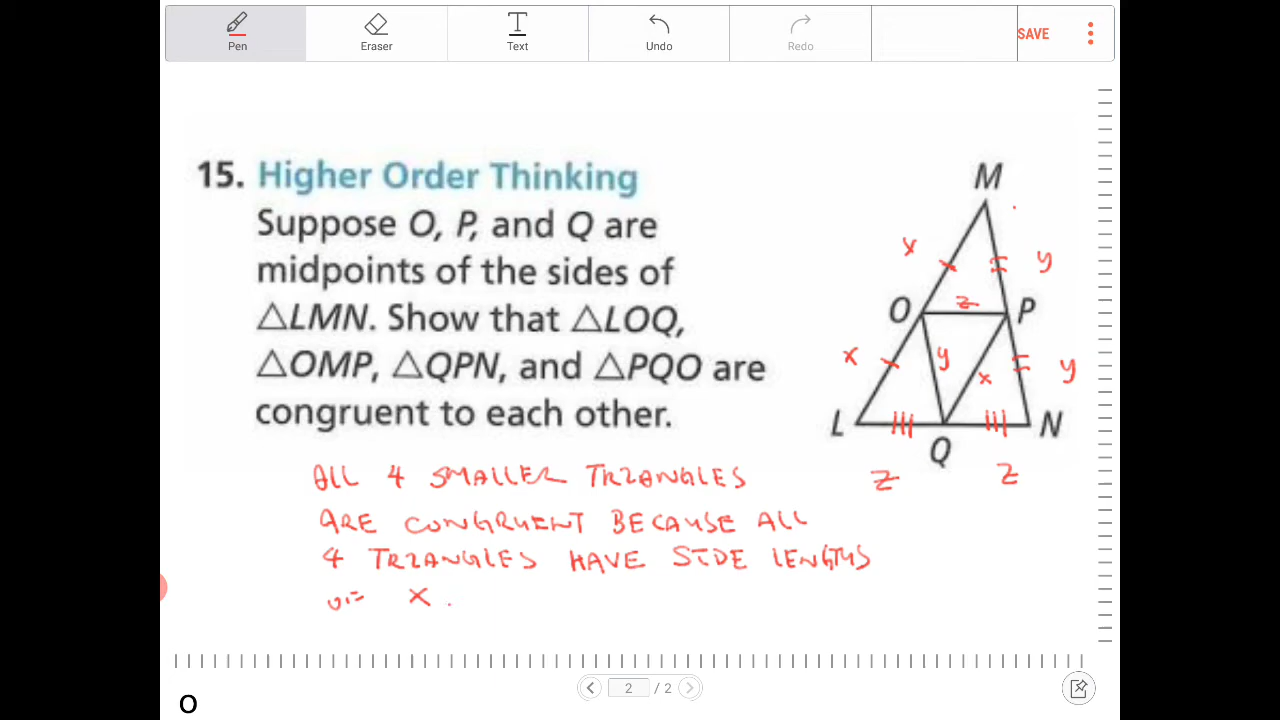 Pen Eraser Text Undo Redo SAVE
15. Higher Order Thinking
Suppose O, P, and Q are
midpoints of the sides of
△LMN. Show that △LOQ,
△OMP, △QPN, and △PQO are
congruent to each other.
M
x y
z
O P
x y x y
L N
Q
z z
ALL 4 SMALLER TRIANGLES
ARE CONGRUENT BECAUSE ALL
4 TRIANGLES HAVE SIDE LENGTHS
OF X
2 / 2
O